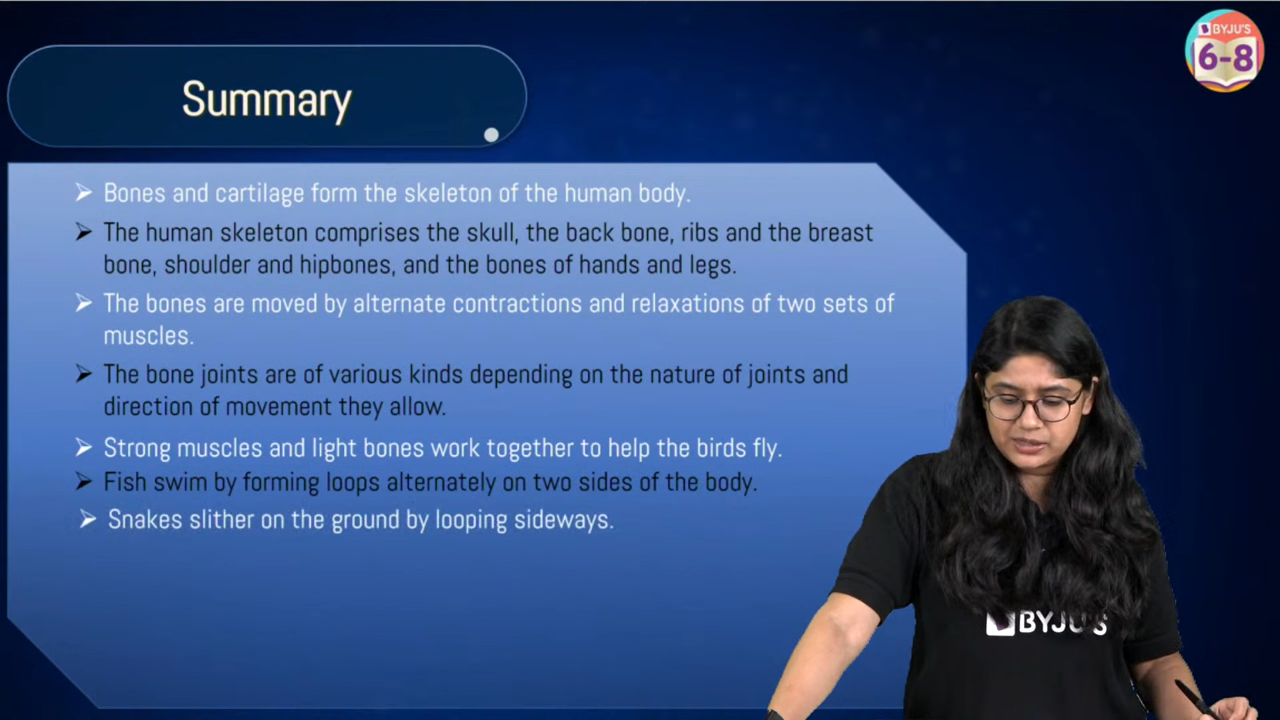 BYJU'S
6-8
Summary
➢ Bones and cartilage form the skeleton of the human body.
➢ The human skeleton comprises the skull, the back bone, ribs and the breast
bone, shoulder and hipbones, and the bones of hands and legs.
➢ The bones are moved by alternate contractions and relaxations of two sets of
muscles.
➢ The bone joints are of various kinds depending on the nature of joints and
direction of movement they allow.
➢ Strong muscles and light bones work together to help the birds fly.
➢ Fish swim by forming loops alternately on two sides of the body.
➢ Snakes slither on the ground by looping sideways.
BYJU'S